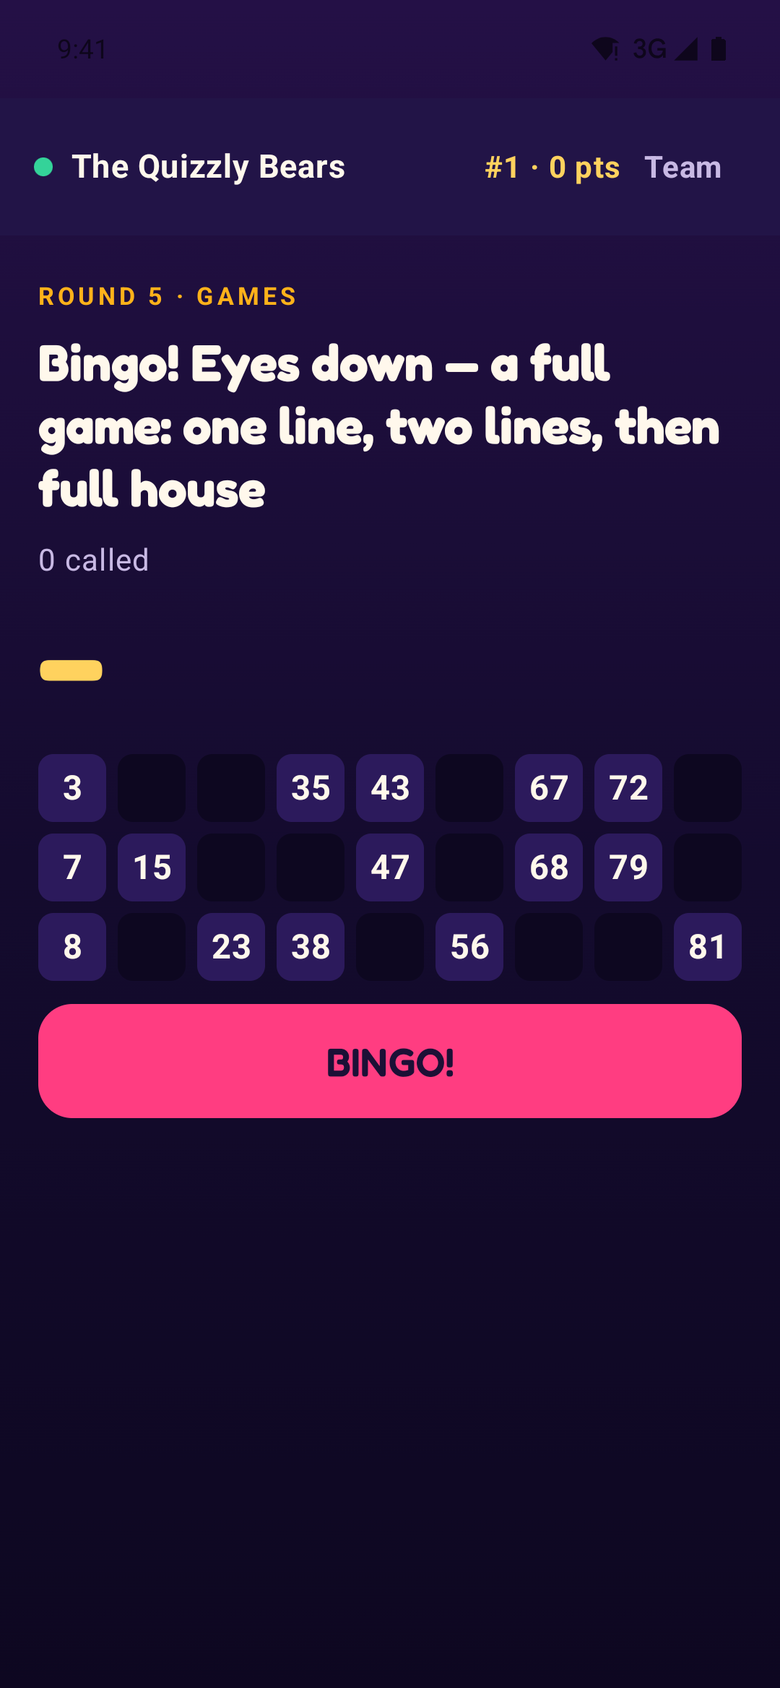 9:41 3G
The Quizzly Bears #1 · 0 pts Team
ROUND 5 · GAMES
Bingo! Eyes down — a full
game: one line, two lines, then
full house
0 called
3 35 43 67 72
7 15 47 68 79
8 23 38 56 81
BINGO!